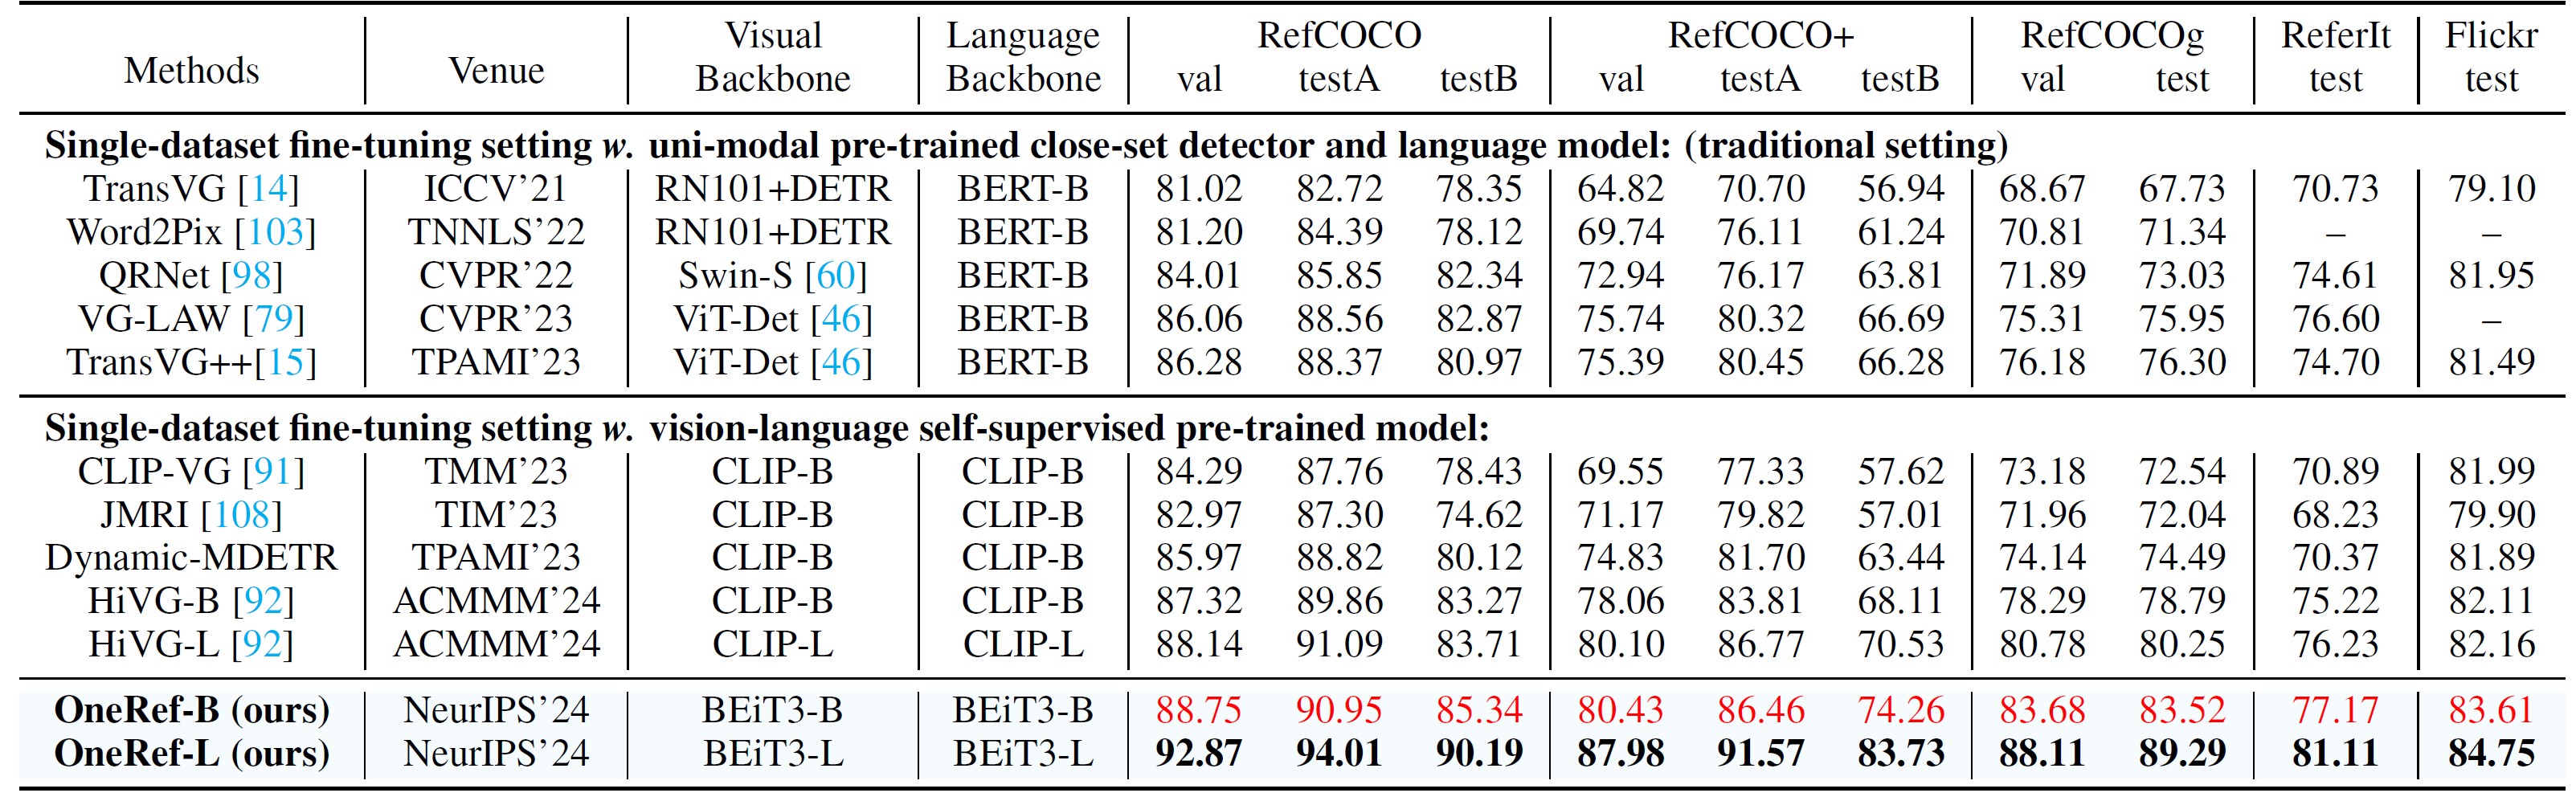 Methods Venue Visual Backbone Language Backbone RefCOCO RefCOCO+ RefCOCOg ReferIt Flickr
val testA testB val testA testB val test test test
Single-dataset fine-tuning setting w. uni-modal pre-trained close-set detector and language model: (traditional setting)
TransVG [14] ICCV’21 RN101+DETR BERT-B 81.02 82.72 78.35 64.82 70.70 56.94 68.67 67.73 70.73 79.10
Word2Pix [103] TNNLS’22 RN101+DETR BERT-B 81.20 84.39 78.12 69.74 76.11 61.24 70.81 71.34 – –
QRNet [98] CVPR’22 Swin-S [60] BERT-B 84.01 85.85 82.34 72.94 76.17 63.81 71.89 73.03 74.61 81.95
VG-LAW [79] CVPR’23 ViT-Det [46] BERT-B 86.06 88.56 82.87 75.74 80.32 66.69 75.31 75.95 76.60 –
TransVG++[15] TPAMI’23 ViT-Det [46] BERT-B 86.28 88.37 80.97 75.39 80.45 66.28 76.18 76.30 74.70 81.49
Single-dataset fine-tuning setting w. vision-language self-supervised pre-trained model:
CLIP-VG [91] TMM’23 CLIP-B CLIP-B 84.29 87.76 78.43 69.55 77.33 57.62 73.18 72.54 70.89 81.99
JMRI [108] TIM’23 CLIP-B CLIP-B 82.97 87.30 74.62 71.17 79.82 57.01 71.96 72.04 68.23 79.90
Dynamic-MDETR TPAMI’23 CLIP-B CLIP-B 85.97 88.82 80.12 74.83 81.70 63.44 74.14 74.49 70.37 81.89
HiVG-B [92] ACMMM’24 CLIP-B CLIP-B 87.32 89.86 83.27 78.06 83.81 68.11 78.29 78.79 75.22 82.11
HiVG-L [92] ACMMM’24 CLIP-L CLIP-L 88.14 91.09 83.71 80.10 86.77 70.53 80.78 80.25 76.23 82.16
OneRef-B (ours) NeurIPS’24 BEiT3-B BEiT3-B 88.75 90.95 85.34 80.43 86.46 74.26 83.68 83.52 77.17 83.61
OneRef-L (ours) NeurIPS’24 BEiT3-L BEiT3-L 92.87 94.01 90.19 87.98 91.57 83.73 88.11 89.29 81.11 84.75